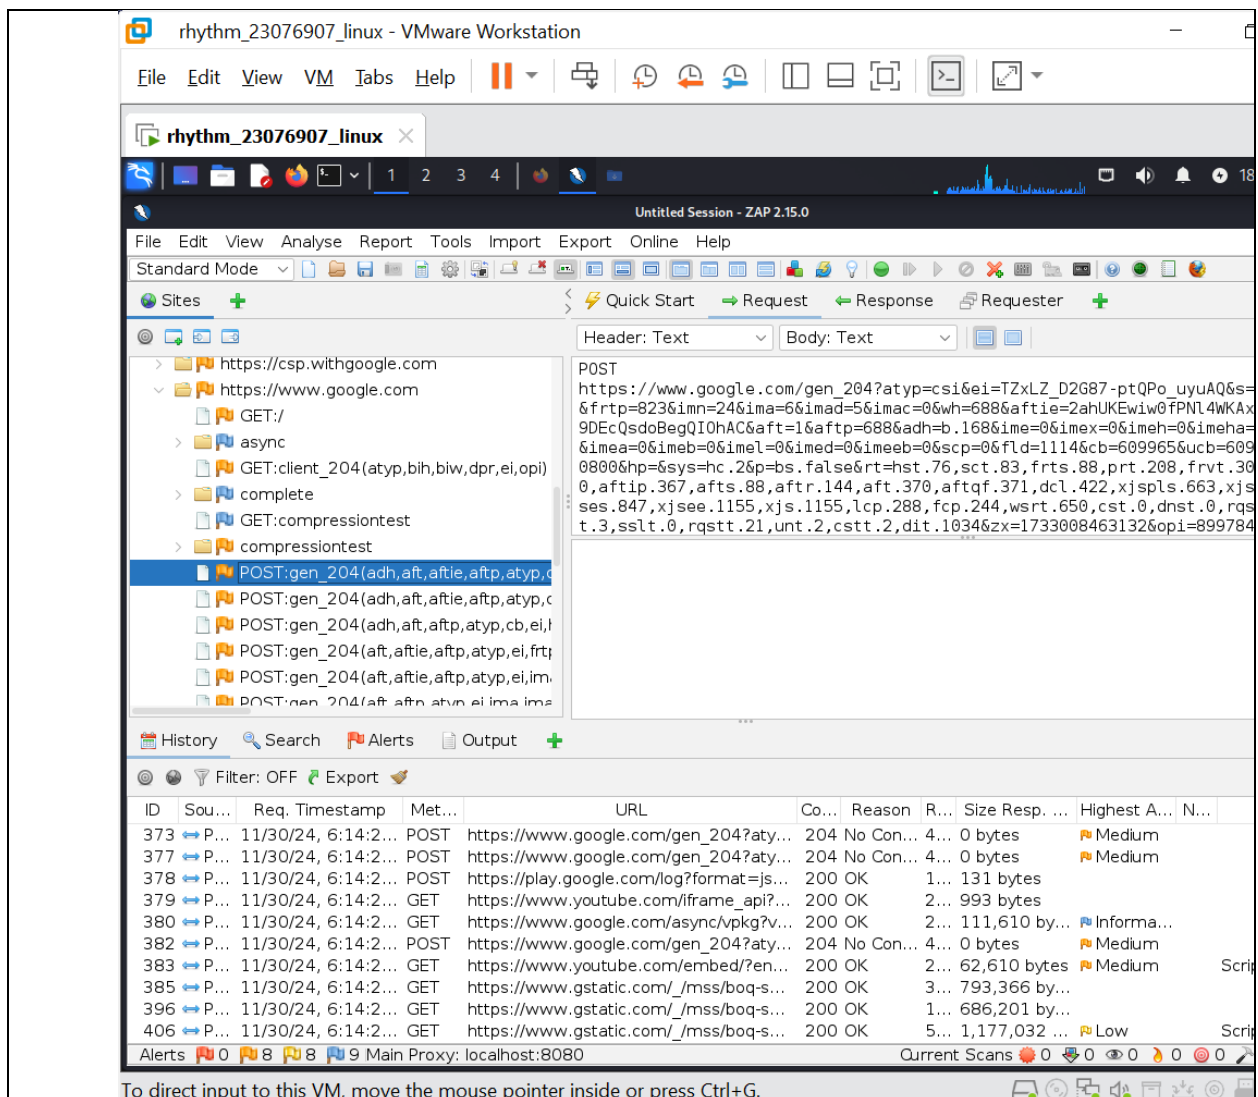 rhythm_23076907_linux - VMware Workstation
File Edit View VM Tabs Help
rhythm_23076907_linux
1 2 3 4 18
Untitled Session - ZAP 2.15.0
File Edit View Analyse Report Tools Import Export Online Help
Standard Mode
Sites
Quick Start Request Response Requester
Header: Text Body: Text
https://csp.withgoogle.com
https://www.google.com
GET:/
async
GET:client_204(atyp,bih,biw,dpr,ei,opi)
complete
GET:compressiontest
compressiontest
POST:gen_204(adh,aft,aftie,aftp,atyp,c
POST:gen_204(adh,aft,aftie,aftp,atyp,c
POST:gen_204(adh,aft,aftp,atyp,cb,ei,
POST:gen_204(aft,aftie,aftp,atyp,ei,frt
POST:gen_204(aft,aftie,aftp,atyp,ei,im
POST:gen_204(aft,aftp,atyp,ei,ima,ima
POST
https://www.google.com/gen_204?atyp=csi&ei=TZxLZ_D2G87-ptQPo_uyuAQ&s=
&frtp=823&imn=24&ima=6&imad=5&imac=0&wh=688&aftie=2ahUKEwiw0fPNl4WKAx
9DEcQsdoBegQIOhAC&aft=1&aftp=688&adh=b.168&ime=0&imex=0&imeh=0&imeha=
&imea=0&imeb=0&imel=0&imed=0&imeeb=0&scp=0&fld=1114&cb=609965&ucb=609
0800&hp=&sys=hc.2&p=bs.false&rt=hst.76,sct.83,frts.88,prt.208,frvt.30
0,aftip.367,afts.88,aftr.144,aft.370,aftqf.371,dcl.422,xjspls.663,xjs
ses.847,xjsee.1155,xjs.1155,lcp.288,fcp.244,wsrt.650,cst.0,dnst.0,rqs
t.3,sslt.0,rqstt.21,unt.2,cstt.2,dit.1034&zx=1733008463132&opi=899784
History Search Alerts Output
Filter: OFF Export
ID Sou... Req. Timestamp Met... URL Co... Reason R... Size Resp. ... Highest A... N...
373 P... 11/30/24, 6:14:2... POST https://www.google.com/gen_204?aty... 204 No Con... 4... 0 bytes Medium
377 P... 11/30/24, 6:14:2... POST https://www.google.com/gen_204?aty... 204 No Con... 4... 0 bytes Medium
378 P... 11/30/24, 6:14:2... POST https://play.google.com/log?format=js... 200 OK 1... 131 bytes
379 P... 11/30/24, 6:14:2... GET https://www.youtube.com/iframe_api?... 200 OK 2... 993 bytes
380 P... 11/30/24, 6:14:2... GET https://www.google.com/async/vpkg?v... 200 OK 2... 111,610 by... Informa...
382 P... 11/30/24, 6:14:2... POST https://www.google.com/gen_204?aty... 204 No Con... 4... 0 bytes Medium
383 P... 11/30/24, 6:14:2... GET https://www.youtube.com/embed/?en... 200 OK 2... 62,610 bytes Medium Scrip
385 P... 11/30/24, 6:14:2... GET https://www.gstatic.com/_/mss/boq-s... 200 OK 3... 793,366 by...
396 P... 11/30/24, 6:14:2... GET https://www.gstatic.com/_/mss/boq-s... 200 OK 1... 686,201 by...
406 P... 11/30/24, 6:14:2... GET https://www.gstatic.com/_/mss/boq-s... 200 OK 5... 1,177,032 ... Low Scrip
Alerts 0 8 8 9 Main Proxy: localhost:8080 Current Scans 0 0 0 0 0
To direct input to this VM, move the mouse pointer inside or press Ctrl+G.